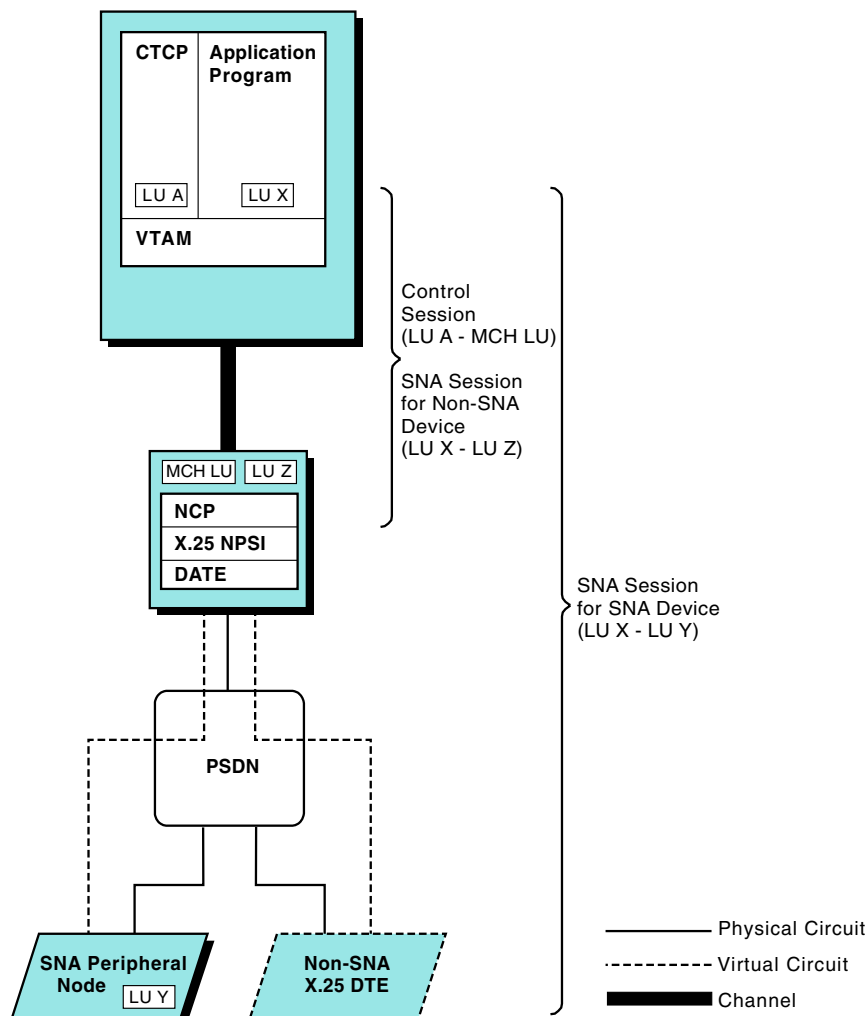 CTCP
Application
Program
LU A
LU X
VTAM
Control
Session
(LU A - MCH LU)
SNA Session
for Non-SNA
Device
(LU X - LU Z)
MCH LU
LU Z
NCP
X.25 NPSI
DATE
SNA Session
for SNA Device
(LU X - LU Y)
PSDN
SNA Peripheral
Node
LU Y
Non-SNA
X.25 DTE
Physical Circuit
Virtual Circuit
Channel